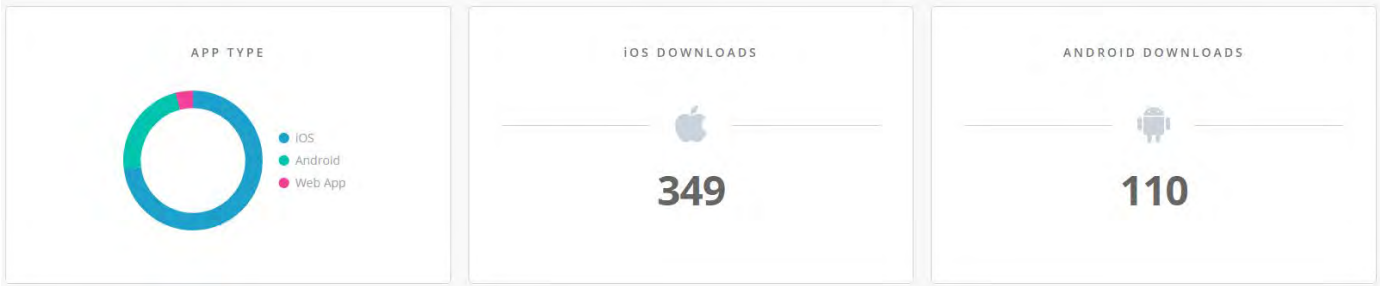 APP TYPE
iOS
Android
Web App
iOS DOWNLOADS
349
ANDROID DOWNLOADS
110